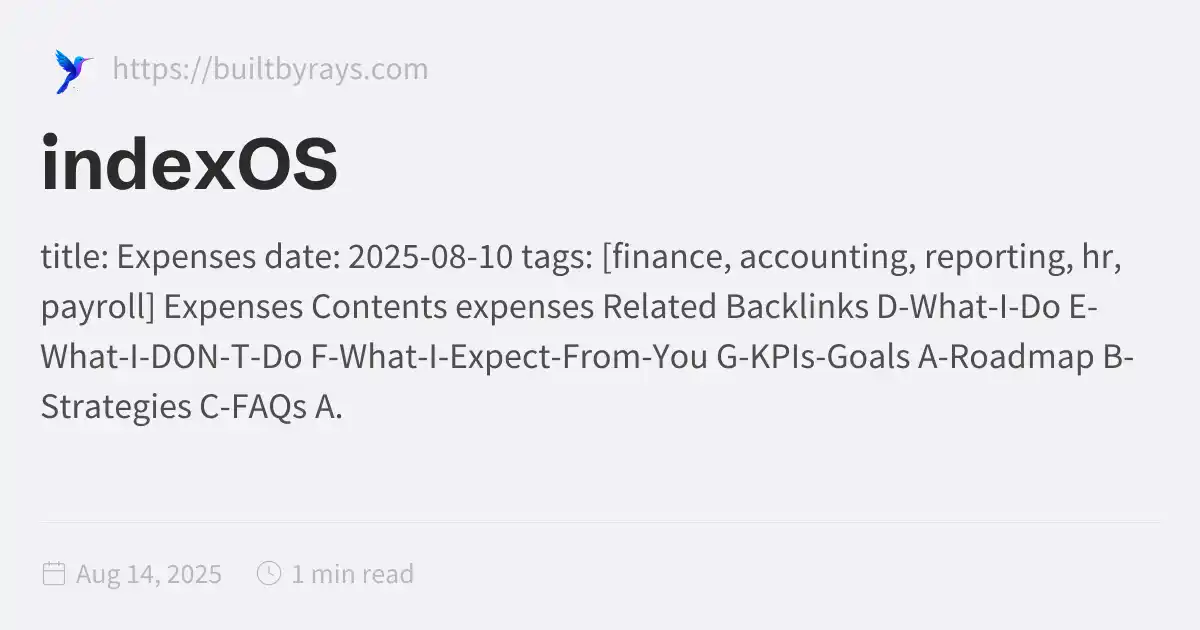 https://builtbyrays.com
indexOS
title: Expenses date: 2025-08-10 tags: [finance, accounting, reporting, hr,
payroll] Expenses Contents expenses Related Backlinks D-What-I-Do E-
What-I-DON-T-Do F-What-I-Expect-From-You G-KPIs-Goals A-Roadmap B-
Strategies C-FAQs A.
Aug 14, 2025 1 min read